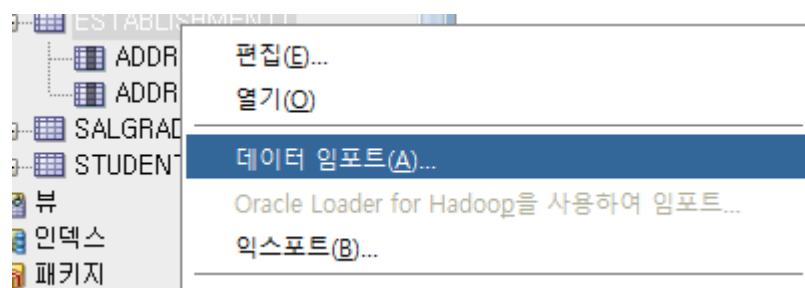 ESTABLISHMENT1
ADDR
편집(E)...
ADDR
열기(O)
SALGRAD
STUDENT
데이터 임포트(A)...
뷰
Oracle Loader for Hadoop을 사용하여 임포트...
인덱스
익스포트(B)...
패키지